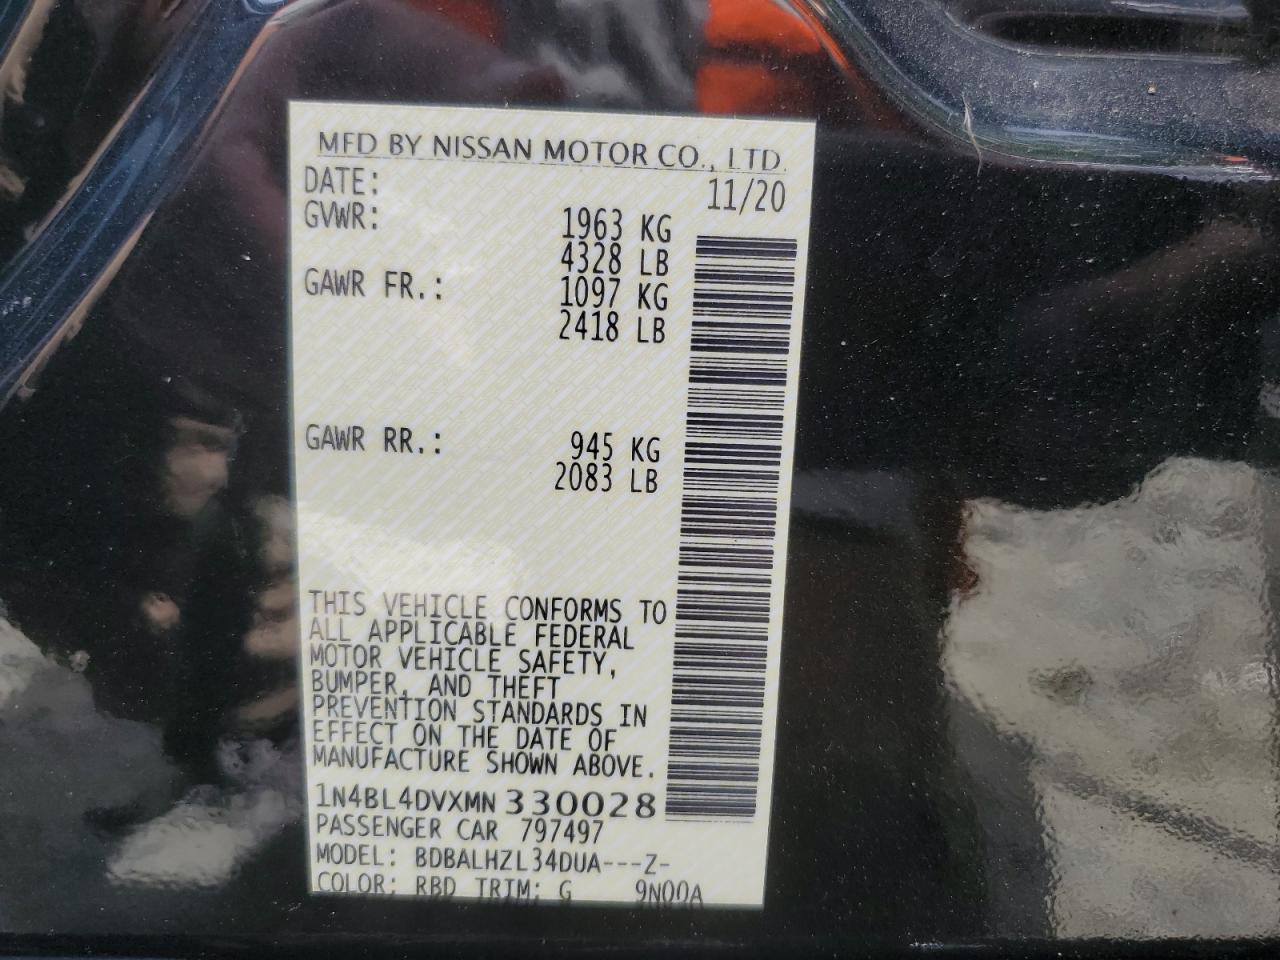 MFD BY NISSAN MOTOR CO., LTD.
DATE: 11/20
GVWR: 1963 KG
4328 LB
GAWR FR.: 1097 KG
2418 LB
GAWR RR.: 945 KG
2083 LB
THIS VEHICLE CONFORMS TO
ALL APPLICABLE FEDERAL
MOTOR VEHICLE SAFETY,
BUMPER, AND THEFT
PREVENTION STANDARDS IN
EFFECT ON THE DATE OF
MANUFACTURE SHOWN ABOVE.
1N4BL4DVXMN 330028
PASSENGER CAR 797497
MODEL: BDBALHZL34DUA---Z-
COLOR: RBD TRIM: G 9N00A